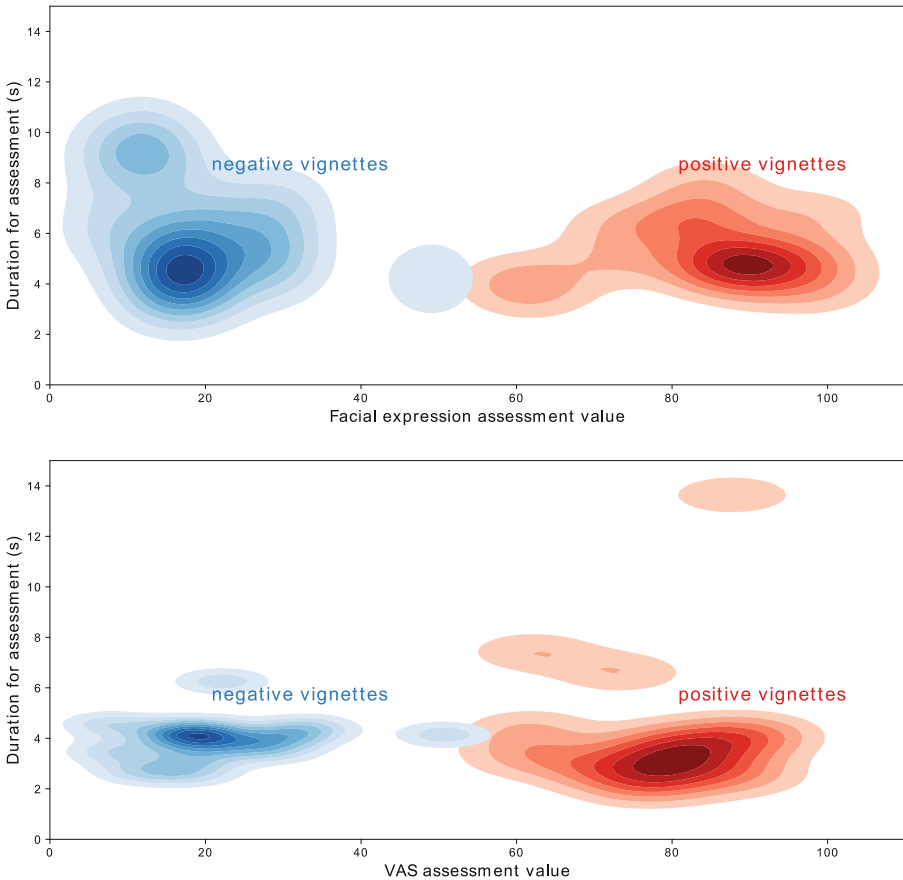 14
12
10
8
6
4
2
0
Duration for assessment (s)
negative vignettes
positive vignettes
0 20 40 60 80 100
Facial expression assessment value
14
12
10
8
6
4
2
0
Duration for assessment (s)
negative vignettes
positive vignettes
0 20 40 60 80 100
VAS assessment value